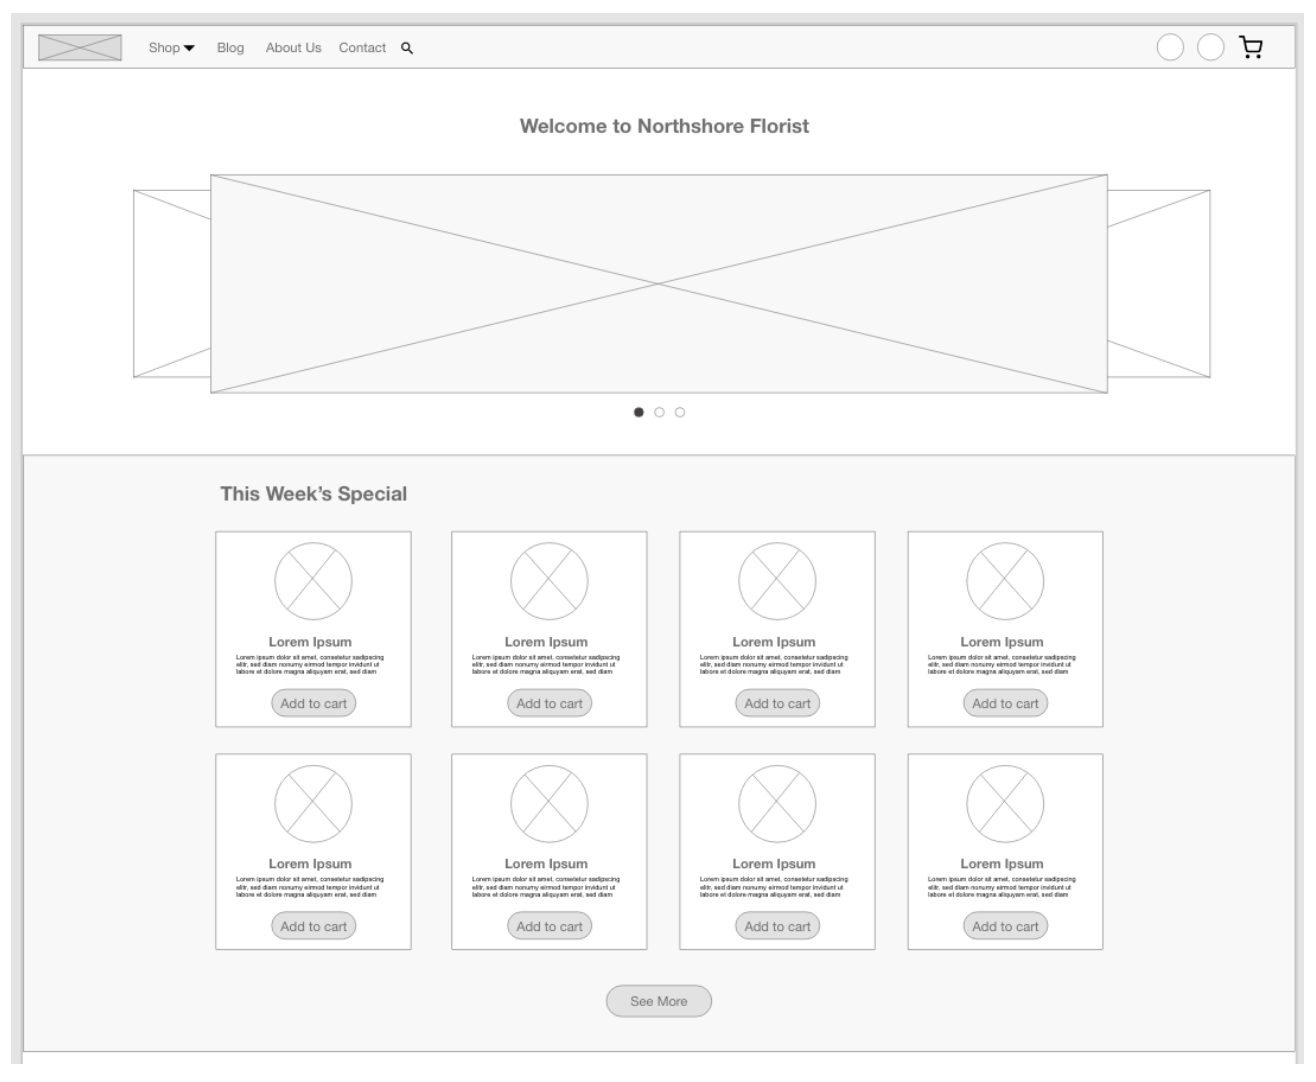 Shop Blog About Us Contact
Welcome to Northshore Florist
This Week's Special
Lorem Ipsum Lorem Ipsum Lorem Ipsum Lorem Ipsum
Lorem ipsum dolor sit amet, consetetur sadipscing Lorem ipsum dolor sit amet, consetetur sadipscing Lorem ipsum dolor sit amet, consetetur sadipscing Lorem ipsum dolor sit amet, consetetur sadipscing
elitr, sed diam nonumy eirmod tempor invidunt ut elitr, sed diam nonumy eirmod tempor invidunt ut elitr, sed diam nonumy eirmod tempor invidunt ut elitr, sed diam nonumy eirmod tempor invidunt ut
labore et dolore magna aliquyam erat, sed diam labore et dolore magna aliquyam erat, sed diam labore et dolore magna aliquyam erat, sed diam labore et dolore magna aliquyam erat, sed diam
Add to cart Add to cart Add to cart Add to cart
Lorem Ipsum Lorem Ipsum Lorem Ipsum Lorem Ipsum
Lorem ipsum dolor sit amet, consetetur sadipscing Lorem ipsum dolor sit amet, consetetur sadipscing Lorem ipsum dolor sit amet, consetetur sadipscing Lorem ipsum dolor sit amet, consetetur sadipscing
elitr, sed diam nonumy eirmod tempor invidunt ut elitr, sed diam nonumy eirmod tempor invidunt ut elitr, sed diam nonumy eirmod tempor invidunt ut elitr, sed diam nonumy eirmod tempor invidunt ut
labore et dolore magna aliquyam erat, sed diam labore et dolore magna aliquyam erat, sed diam labore et dolore magna aliquyam erat, sed diam labore et dolore magna aliquyam erat, sed diam
Add to cart Add to cart Add to cart Add to cart
See More